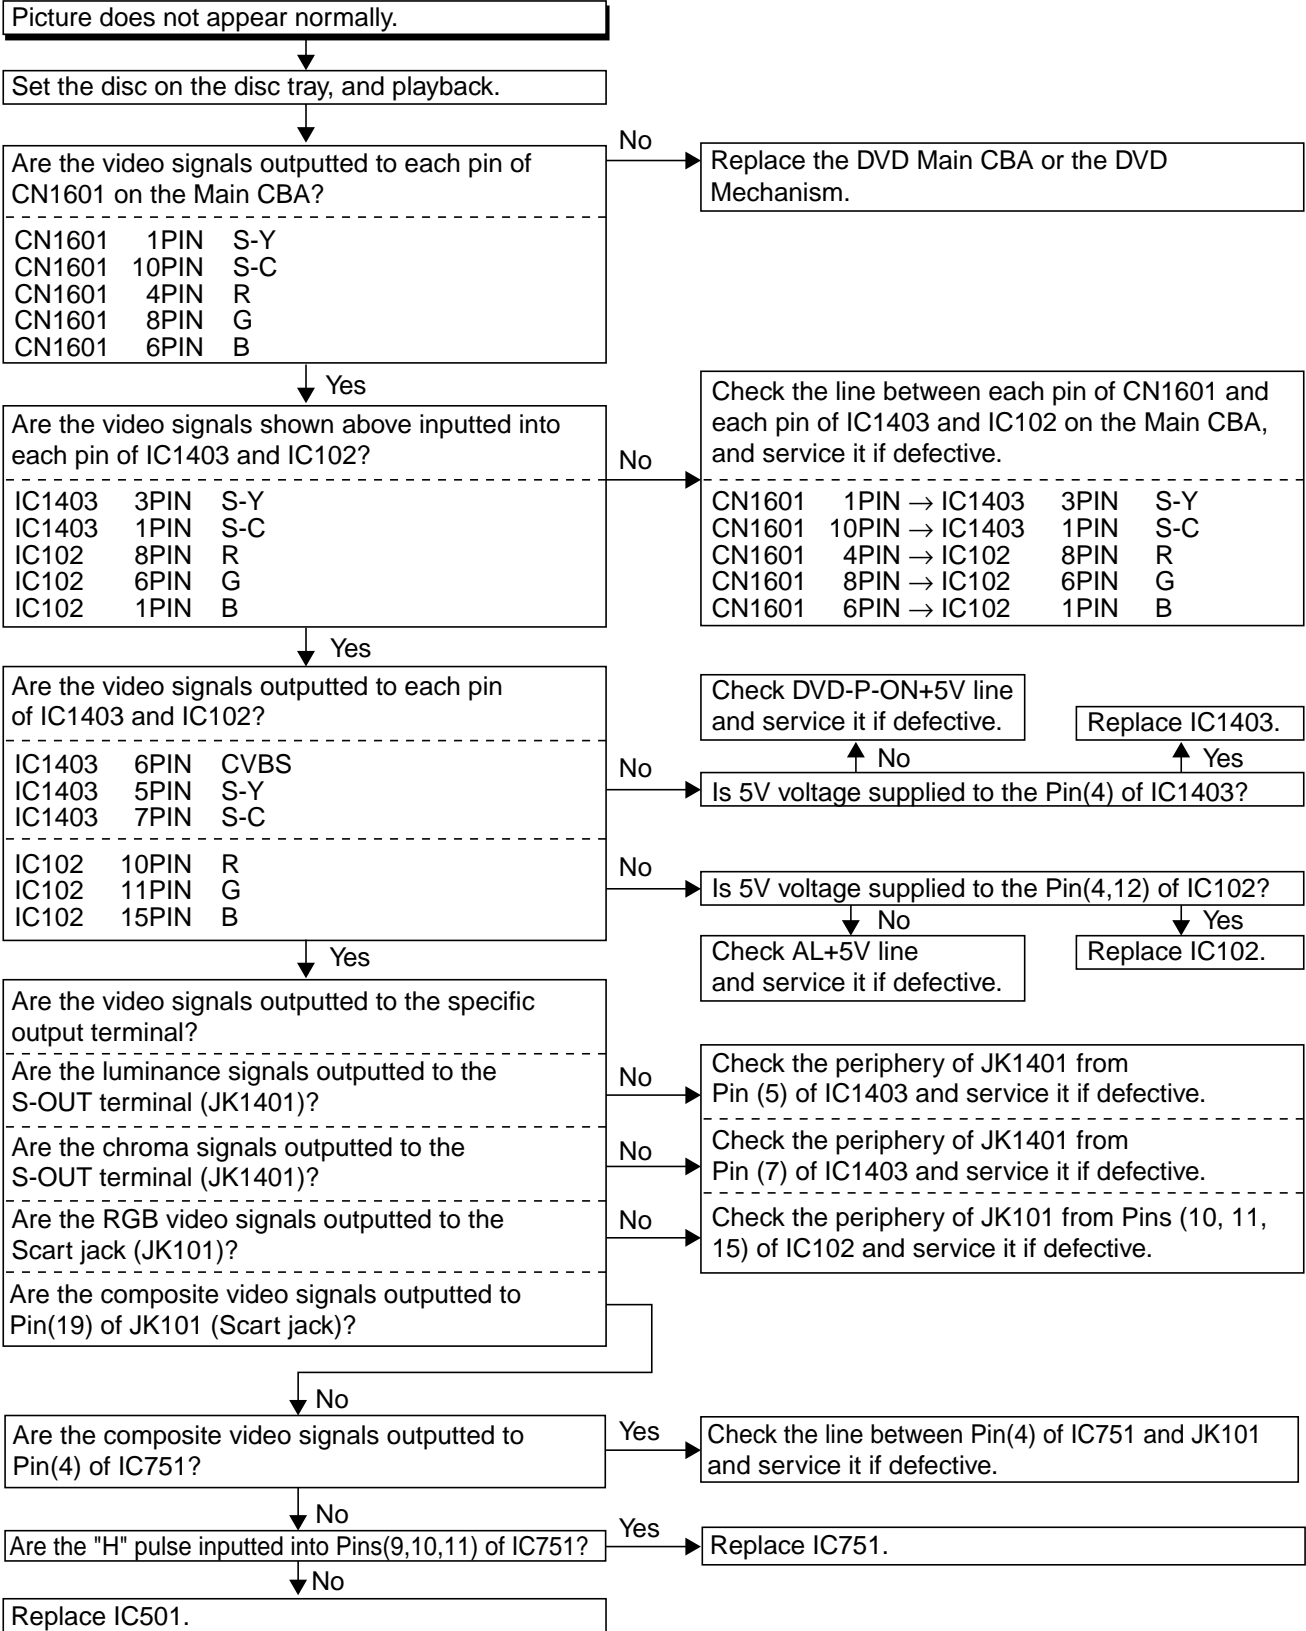 Picture does not appear normally.
Set the disc on the disc tray, and playback.
Are the video signals outputted to each pin of
CN1601 on the Main CBA?
CN1601 1PIN S-Y
CN1601 10PIN S-C
CN1601 4PIN R
CN1601 8PIN G
CN1601 6PIN B
No
Replace the DVD Main CBA or the DVD
Mechanism.
Yes
Are the video signals shown above inputted into
each pin of IC1403 and IC102?
IC1403 3PIN S-Y
IC1403 1PIN S-C
IC102 8PIN R
IC102 6PIN G
IC102 1PIN B
No
Check the line between each pin of CN1601 and
each pin of IC1403 and IC102 on the Main CBA,
and service it if defective.
CN1601 1PIN → IC1403 3PIN S-Y
CN1601 10PIN → IC1403 1PIN S-C
CN1601 4PIN → IC102 8PIN R
CN1601 8PIN → IC102 6PIN G
CN1601 6PIN → IC102 1PIN B
Yes
Are the video signals outputted to each pin
of IC1403 and IC102?
IC1403 6PIN CVBS
IC1403 5PIN S-Y
IC1403 7PIN S-C
IC102 10PIN R
IC102 11PIN G
IC102 15PIN B
Check DVD-P-ON+5V line
and service it if defective.
Replace IC1403.
No
Yes
No
Is 5V voltage supplied to the Pin(4) of IC1403?
No
Is 5V voltage supplied to the Pin(4,12) of IC102?
No
Yes
Check AL+5V line
and service it if defective.
Replace IC102.
Yes
Are the video signals outputted to the specific
output terminal?
Are the luminance signals outputted to the
S-OUT terminal (JK1401)?
No
Check the periphery of JK1401 from
Pin (5) of IC1403 and service it if defective.
Are the chroma signals outputted to the
S-OUT terminal (JK1401)?
No
Check the periphery of JK1401 from
Pin (7) of IC1403 and service it if defective.
Are the RGB video signals outputted to the
Scart jack (JK101)?
No
Check the periphery of JK101 from Pins (10, 11,
15) of IC102 and service it if defective.
Are the composite video signals outputted to
Pin(19) of JK101 (Scart jack)?
No
Are the composite video signals outputted to
Pin(4) of IC751?
Yes
Check the line between Pin(4) of IC751 and JK101
and service it if defective.
No
Are the "H" pulse inputted into Pins(9,10,11) of IC751?
Yes
Replace IC751.
No
Replace IC501.